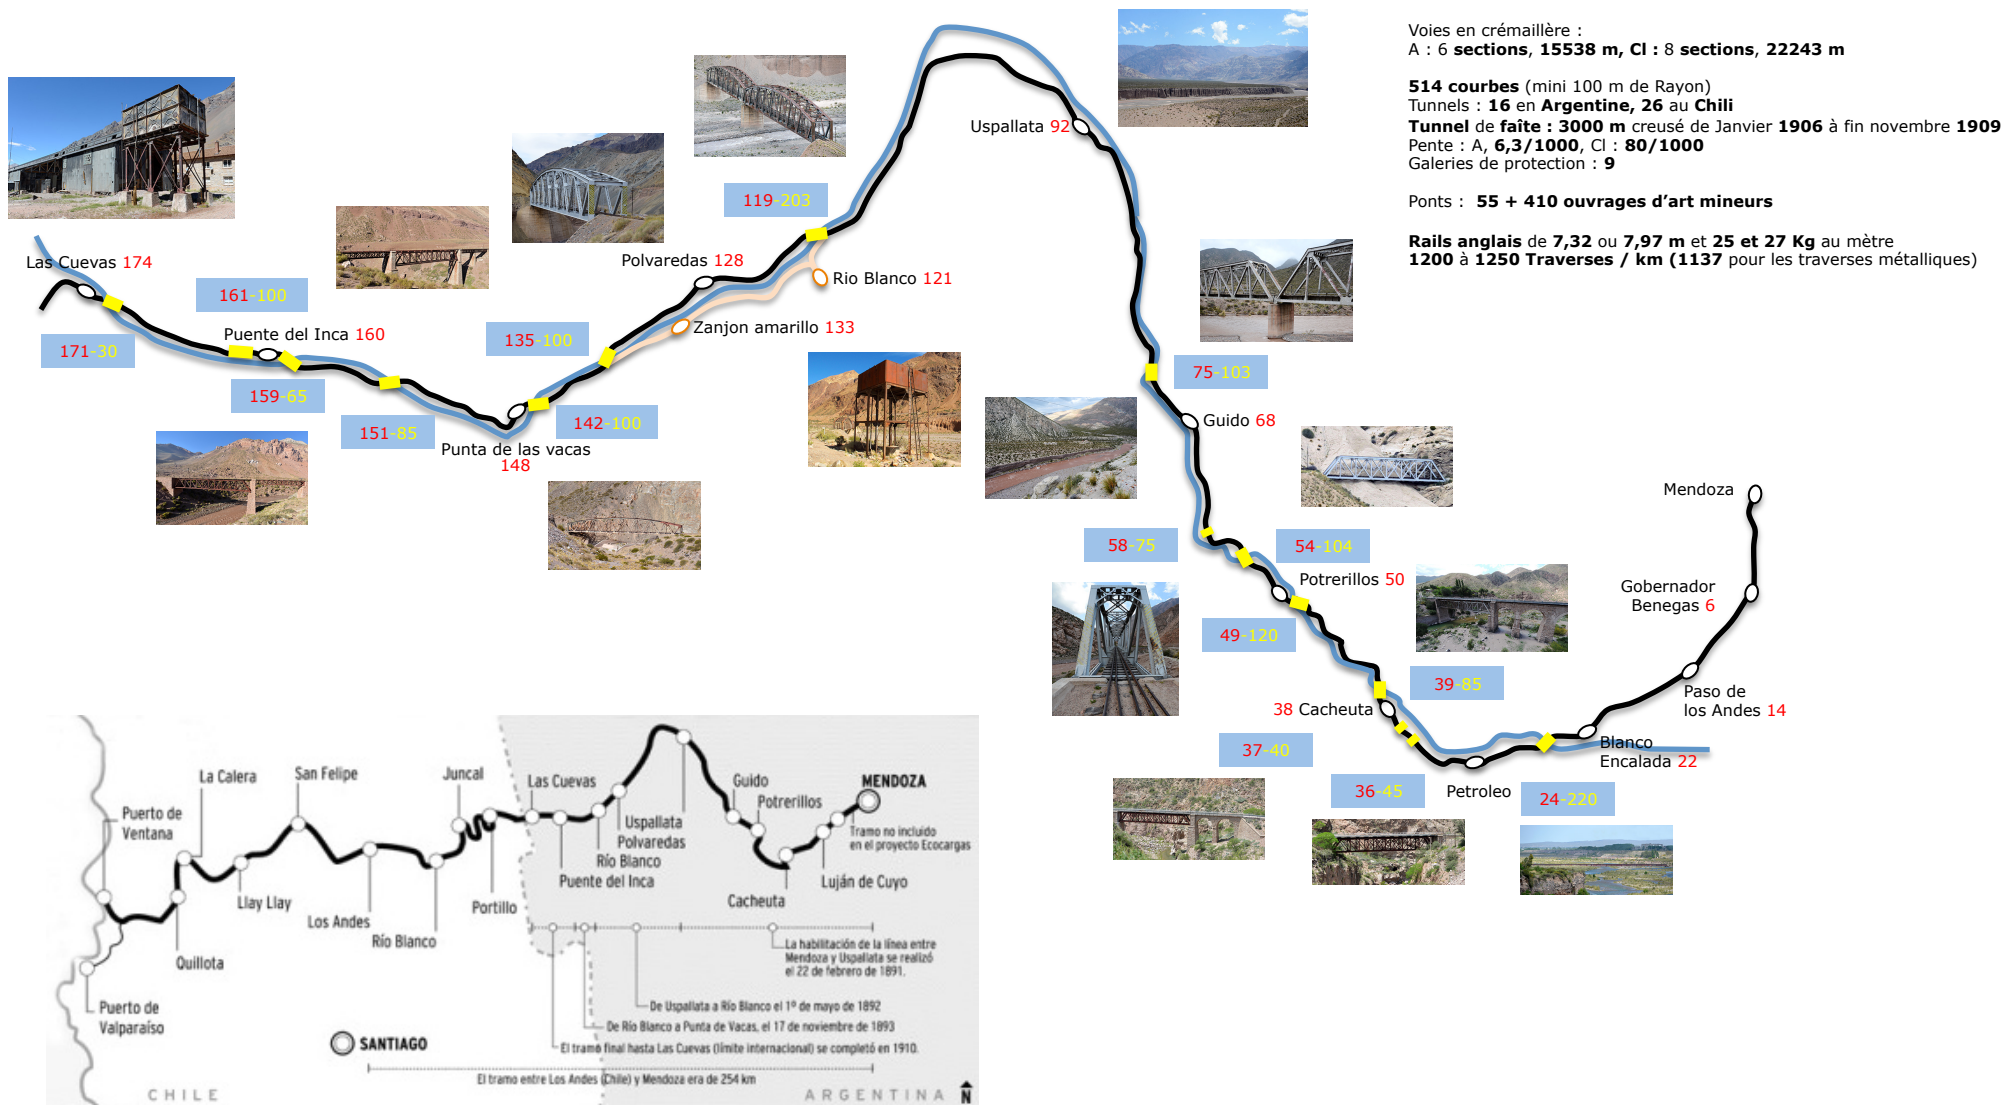 Voies en crémaillère :
A : 6 sections, 15538 m, Cl : 8 sections, 22243 m
514 courbes (mini 100 m de Rayon)
Tunnels : 16 en Argentine, 26 au Chili
Tunnel de faîte : 3000 m creusé de Janvier 1906 à fin novembre 1909
Pente : A, 6,3/1000, Cl : 80/1000
Galeries de protection : 9
Ponts : 55 + 410 ouvrages d'art mineurs
Rails anglais de 7,32 ou 7,97 m et 25 et 27 Kg au mètre
1200 à 1250 Traverses / km (1137 pour les traverses métalliques)
Uspallata 92
119-203
Las Cuevas 174
Polvaredas 128
Rio Blanco 121
161-100
Puente del Inca 160
135-100
Zanjon amarillo 133
171-30
159-65
151-85
142-100
Punta de las vacas
148
75-103
Guido 68
Mendoza
58-75
54-104
Potrerillos 50
Gobernador
Benegas 6
49-120
39-85
Paso de
los Andes 14
38 Cacheuta
37-40
Blanco
Encalada 22
36-45
Petroleo
24-220
La Calera
San Felipe
Juncal
Las Cuevas
Guido
MENDOZA
Puerto de
Ventana
Potrerillos
Uspallata
Polvaredas
Río Blanco
Puente del Inca
Tramo no incluido
en el proyecto Ecocargas
Llay Llay
Los Andes
Río Blanco
Portillo
Cacheuta
Luján de Cuyo
Quillota
La habilitación de la línea entre
Mendoza y Uspallata se realizó
el 22 de febrero de 1891.
Puerto de
Valparaíso
De Uspallata a Río Blanco el 1º de mayo de 1892
De Río Blanco a Punta de Vacas, el 17 de noviembre de 1893
SANTIAGO
El tramo final hasta Las Cuevas (límite internacional) se completó en 1910.
El tramo entre Los Andes (Chile) y Mendoza era de 254 km
CHILE
ARGENTINA
N